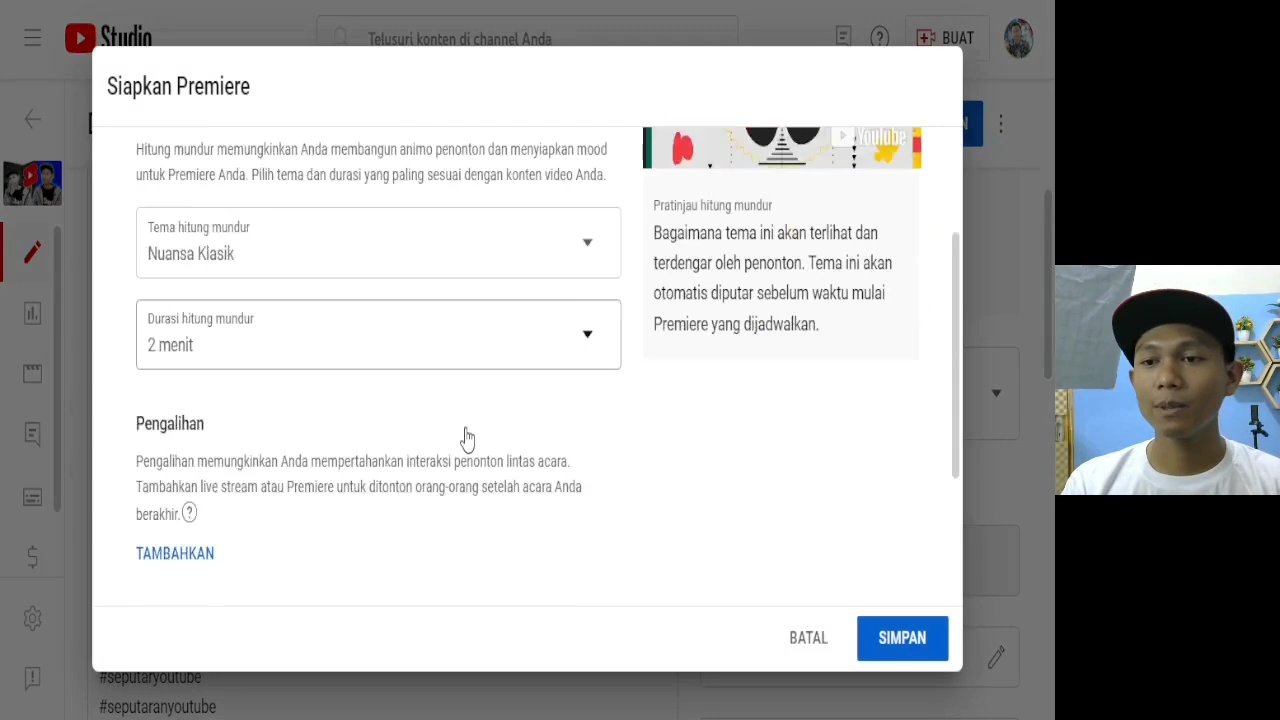 Studio
Telusuri konten di channel Anda
BUAT
Siapkan Premiere
Hitung mundur memungkinkan Anda membangun animo penonton dan menyiapkan mood
untuk Premiere Anda. Pilih tema dan durasi yang paling sesuai dengan konten video Anda.
YouTube
Tema hitung mundur
Nuansa Klasik
Durasi hitung mundur
2 menit
Pratinjau hitung mundur
Bagaimana tema ini akan terlihat dan
terdengar oleh penonton. Tema ini akan
otomatis diputar sebelum waktu mulai
Premiere yang dijadwalkan.
Pengalihan
Pengalihan memungkinkan Anda mempertahankan interaksi penonton lintas acara.
Tambahkan live stream atau Premiere untuk ditonton orang-orang setelah acara Anda
berakhir.
TAMBAHKAN
BATAL
SIMPAN
#seputaryoutube
#seputaranyoutube